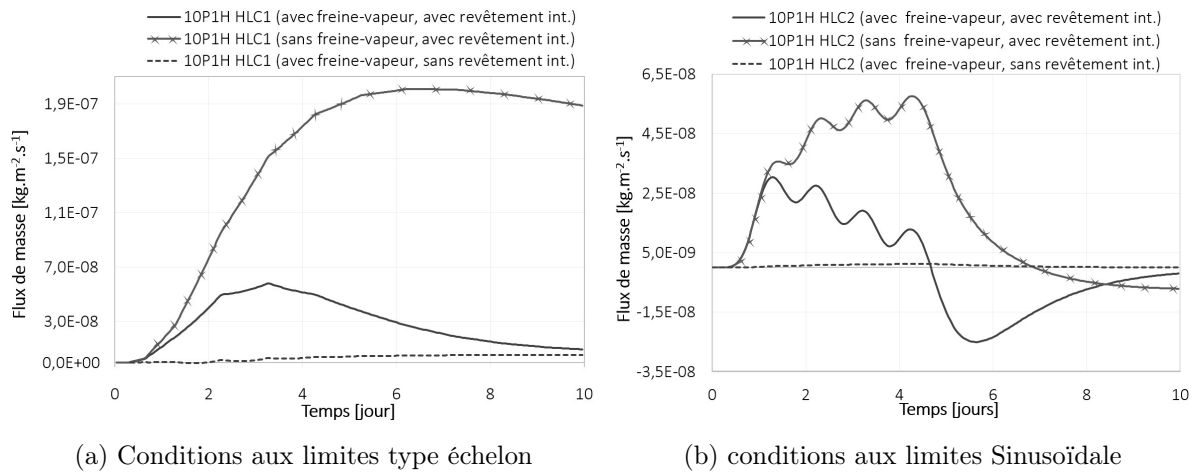 10P1H HLC1 (avec freine-vapeur, avec revêtement int.)
10P1H HLC1 (sans freine-vapeur, avec revêtement int.)
10P1H HLC1 (avec freine-vapeur, sans revêtement int.)
Flux de masse [kg.m⁻².s⁻¹]
1,9E-07
1,5E-07
1,1E-07
7,0E-08
3,0E-08
0,0E+00
0 2 4 6 8 10
Temps [jour]
(a) Conditions aux limites type échelon
10P1H HLC2 (avec freine-vapeur, avec revêtement int.)
10P1H HLC2 (sans freine-vapeur, avec revêtement int.)
10P1H HLC2 (avec freine-vapeur, sans revêtement int.)
Flux de masse [kg.m⁻².s⁻¹]
6,5E-08
4,5E-08
2,5E-08
5,0E-09
-1,5E-08
-3,5E-08
0 2 4 6 8 10
Temps [jours]
(b) conditions aux limites Sinusoïdale